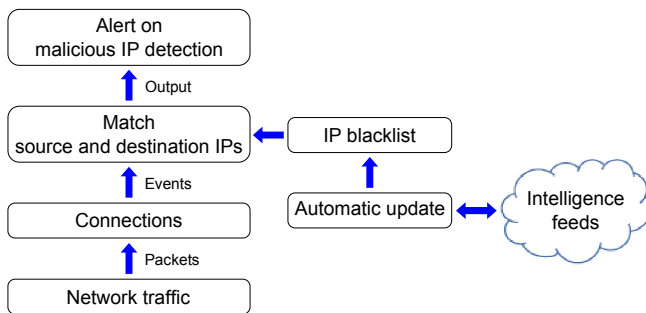 Alert on
malicious IP detection
Output
Match
source and destination IPs
IP blacklist
Events
Connections
Automatic update
Intelligence
feeds
Packets
Network traffic